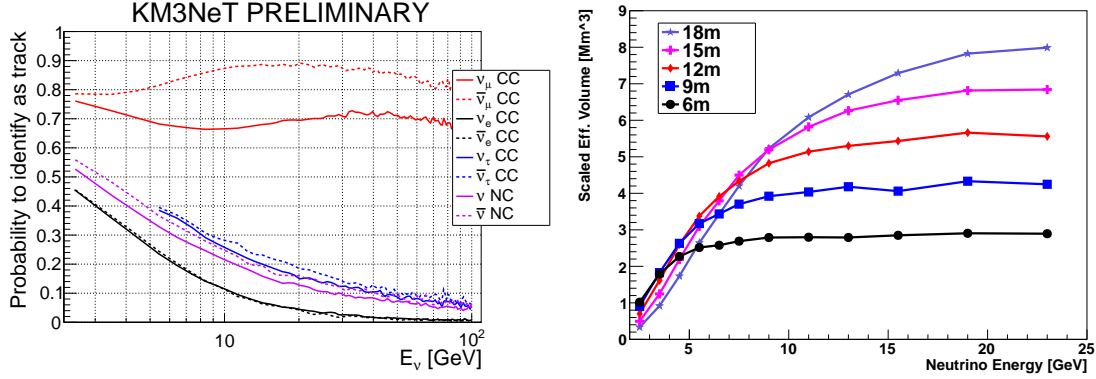 KM3NeT PRELIMINARY
Probability to identify as track
1
0.9
0.8
0.7
0.6
0.5
0.4
0.3
0.2
0.1
0
10
10²
E_ν [GeV]
ν_μ CC
ν̅_μ CC
ν_e CC
ν̅_e CC
ν_τ CC
ν̅_τ CC
ν NC
ν̅ NC
Scaled Eff. Volume [Mm^3]
9
8
7
6
5
4
3
2
1
0
18m
15m
12m
9m
6m
5
10
15
20
25
Neutrino Energy [GeV]